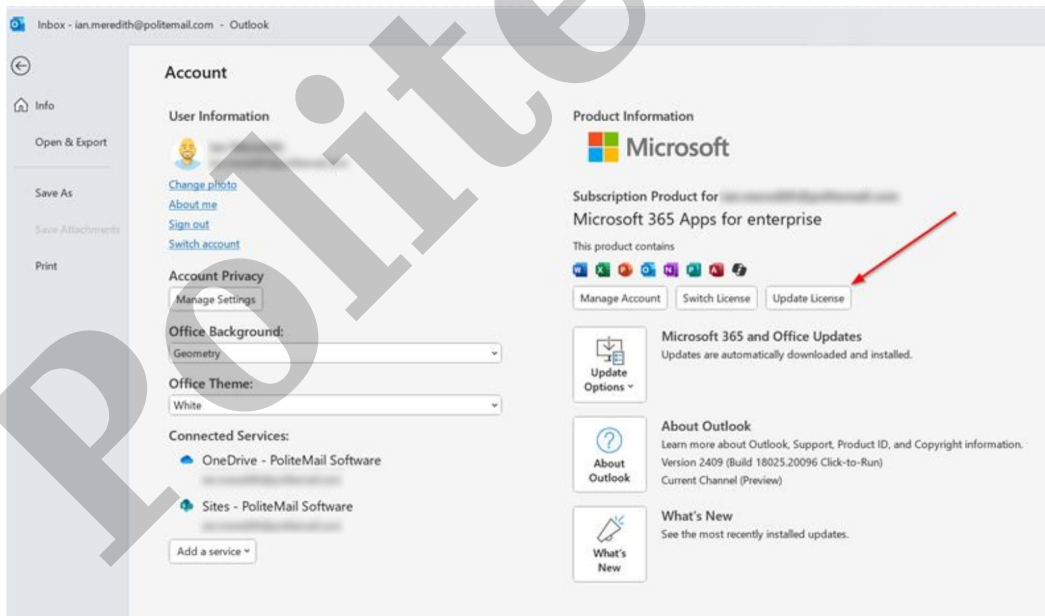 Inbox - ian.meredith@politemail.com - Outlook
Info
Open & Export
Save As
Save Attachments
Print
Account
User Information
Change photo
About me
Sign out
Switch account
Account Privacy
Manage Settings
Office Background:
Geometry
Office Theme:
White
Connected Services:
OneDrive - PoliteMail Software
Sites - PoliteMail Software
Add a service
Product Information
Microsoft
Subscription Product for
Microsoft 365 Apps for enterprise
This product contains
Manage Account
Switch License
Update License
Update Options
Microsoft 365 and Office Updates
Updates are automatically downloaded and installed.
About Outlook
About Outlook
Learn more about Outlook, Support, Product ID, and Copyright information.
Version 2409 (Build 18025.20096 Click-to-Run)
Current Channel (Preview)
What's New
What's New
See the most recently installed updates.
Polite